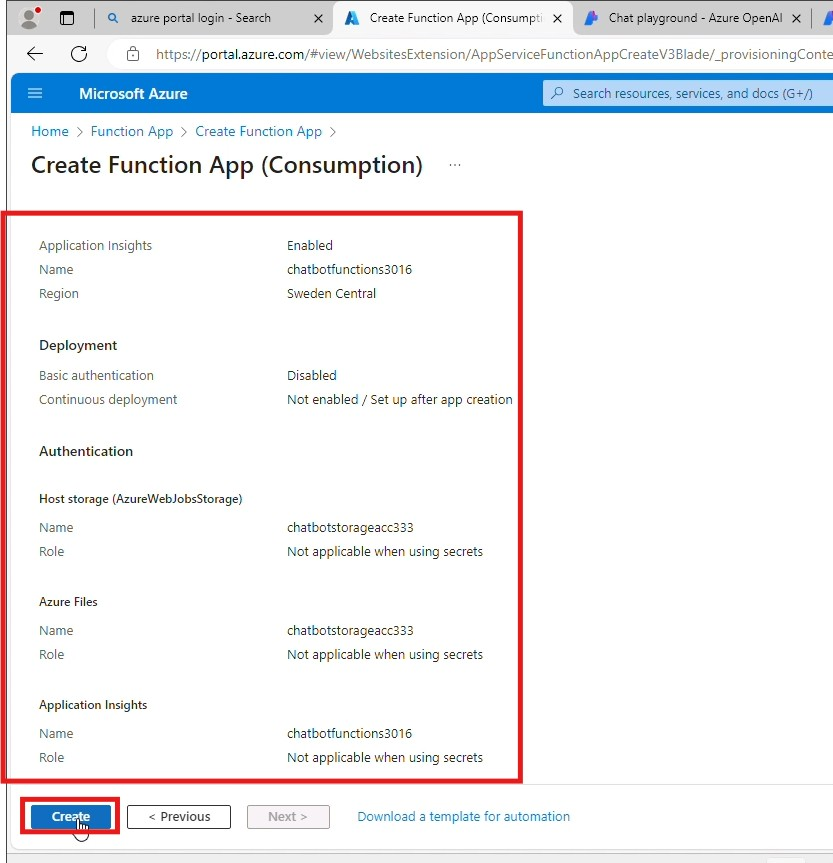 azure portal login - Search
Create Function App (Consumpti
Chat playground - Azure OpenAI
https://portal.azure.com/#view/WebsitesExtension/AppServiceFunctionAppCreateV3Blade/_provisioningConte
Microsoft Azure
Search resources, services, and docs (G+/)
Home > Function App > Create Function App >
Create Function App (Consumption) ...
Application Insights Enabled
Name chatbotfunctions3016
Region Sweden Central
Deployment
Basic authentication Disabled
Continuous deployment Not enabled / Set up after app creation
Authentication
Host storage (AzureWebJobsStorage)
Name chatbotstorageacc333
Role Not applicable when using secrets
Azure Files
Name chatbotstorageacc333
Role Not applicable when using secrets
Application Insights
Name chatbotfunctions3016
Role Not applicable when using secrets
Create
< Previous
Next >
Download a template for automation